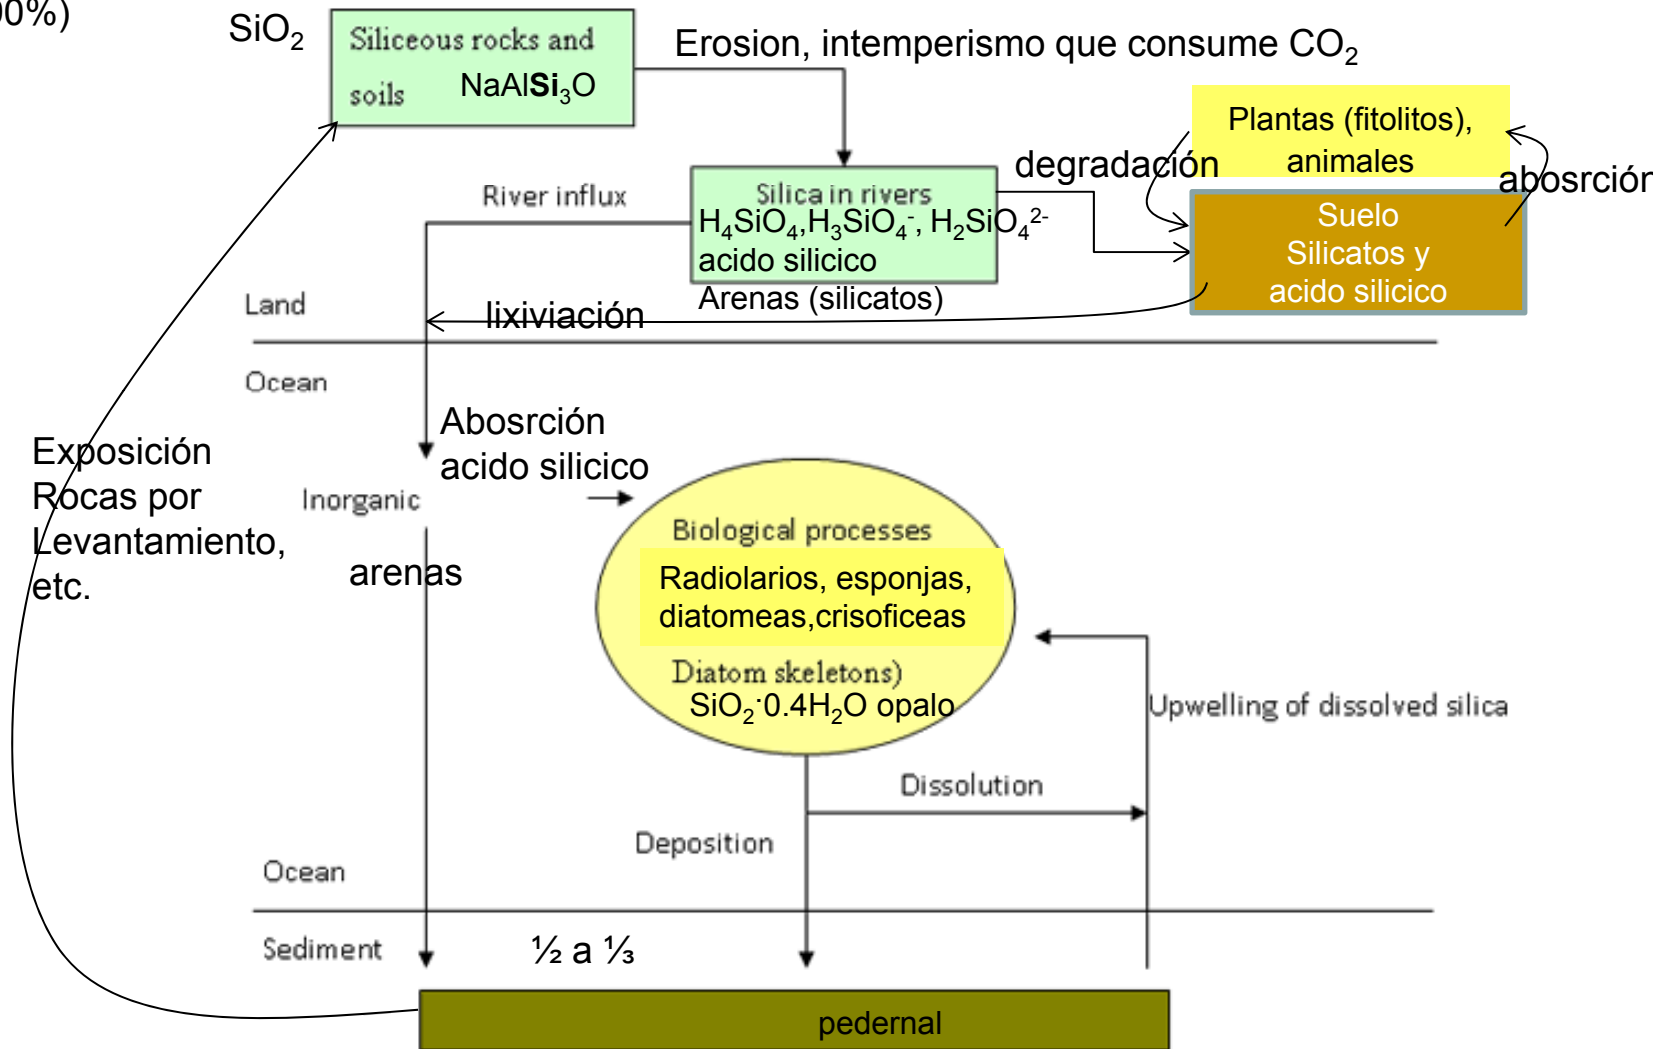 00%)
SiO₂
Siliceous rocks and
soils NaAlSi₃O
Erosion, intemperismo que consume CO₂
Plantas (fitolitos),
animales
degradación
abosrción
River influx
Silica in rivers
H₄SiO₄,H₃SiO₄⁻, H₂SiO₄²⁻
acido silicico
Arenas (silicatos)
Suelo
Silicatos y
acido silicico
Land
lixiviación
Ocean
Abosrción
acido silicico
Exposición
Rocas por
Levantamiento,
etc.
Inorganic
arenas
Biological processes
Radiolarios, esponjas,
diatomeas,crisoficeas
Diatom skeletons)
SiO₂·0.4H₂O opalo
Upwelling of dissolved silica
Dissolution
Deposition
Ocean
Sediment
½ a ⅓
pedernal